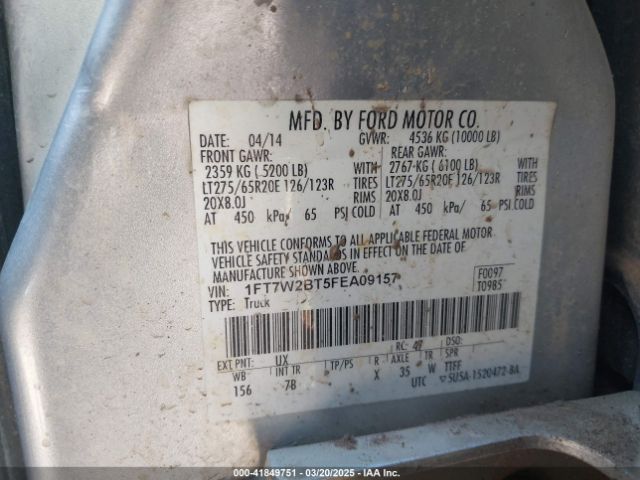 MFD. BY FORD MOTOR CO.
DATE: 04/14 GVWR: 4536 KG (10000 LB)
FRONT GAWR: REAR GAWR:
2359 KG ( 5200 LB) WITH 2767 KG ( 6100 LB) WITH
LT275/65R20E 126/123R TIRES LT275/65R20E 126/123R TIRES
20X8.0J RIMS 20X8.0J RIMS
AT 450 kPa/ 65 PSI COLD AT 450 kPa/ 65 PSI COLD
THIS VEHICLE CONFORMS TO ALL APPLICABLE FEDERAL MOTOR
VEHICLE SAFETY STANDARDS IN EFFECT ON THE DATE OF
MANUFACTURE SHOWN ABOVE.
VIN: 1FT7W2BT5FEA09157 F0097
TYPE: Truck T0985
EXT PNT: UX RC: 47 DSO:
WB INT TR TP/PS R AXLE TR SPR
156 78 X 35 W TTFF
UTC ▽5U5A-1520472-BA
000-41849751 | 03/20/2025 | IAA Inc.